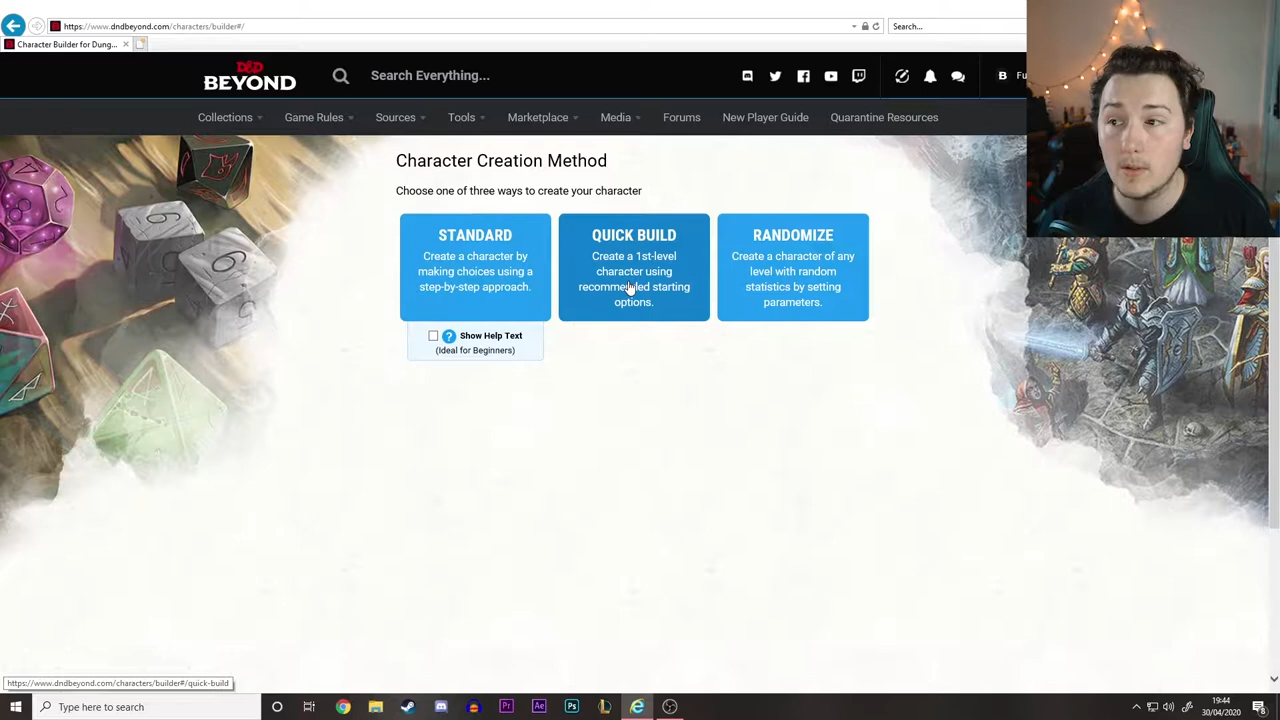 https://www.dndbeyond.com/characters/builder#/
Search...
Character Builder for Dung...
D&D
BEYOND
Search Everything...
B Fu
Collections
Game Rules
Sources
Tools
Marketplace
Media
Forums
New Player Guide
Quarantine Resources
Character Creation Method
Choose one of three ways to create your character
STANDARD
Create a character by
making choices using a
step-by-step approach.
? Show Help Text
(Ideal for Beginners)
QUICK BUILD
Create a 1st-level
character using
recommended starting
options.
RANDOMIZE
Create a character of any
level with random
statistics by setting
parameters.
https://www.dndbeyond.com/characters/builder#/quick-build
Type here to search
Pr
Ae
Ps
19:44
30/04/2020
8